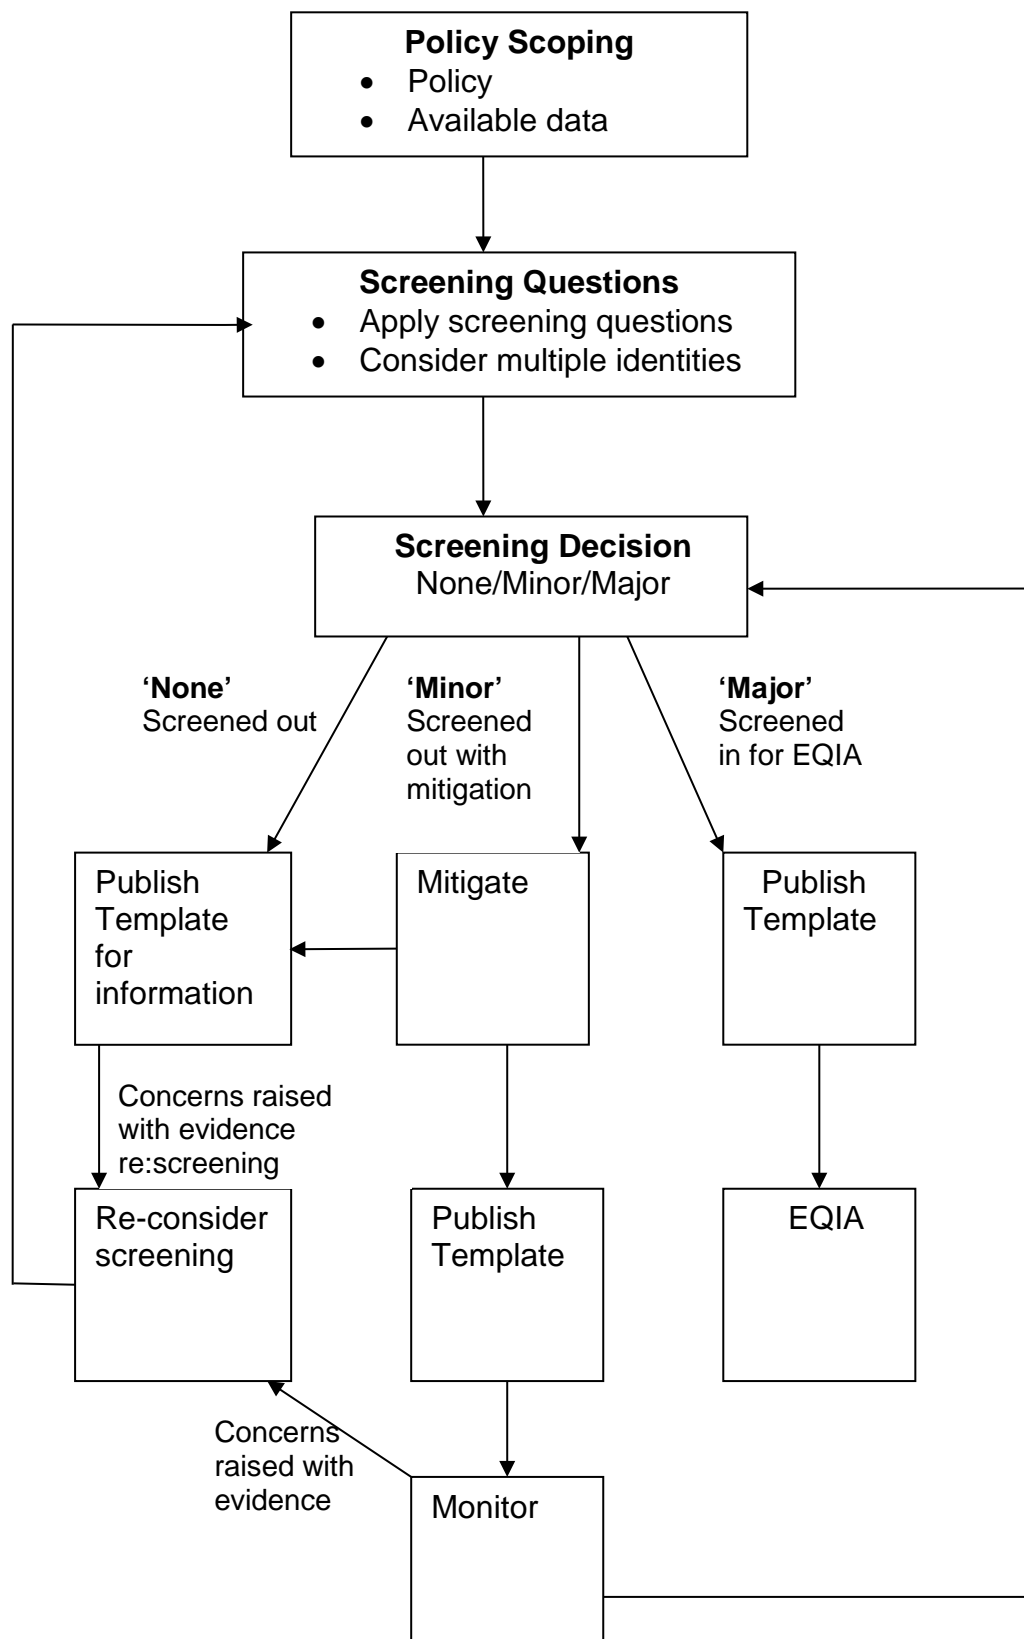 Policy Scoping
• Policy
• Available data
Screening Questions
• Apply screening questions
• Consider multiple identities
Screening Decision
None/Minor/Major
‘None’
Screened out
‘Minor’
Screened
out with
mitigation
‘Major’
Screened
in for EQIA
Publish
Template
for
information
Mitigate
Publish
Template
Concerns raised
with evidence
re:screening
Re-consider
screening
Publish
Template
EQIA
Concerns
raised with
evidence
Monitor